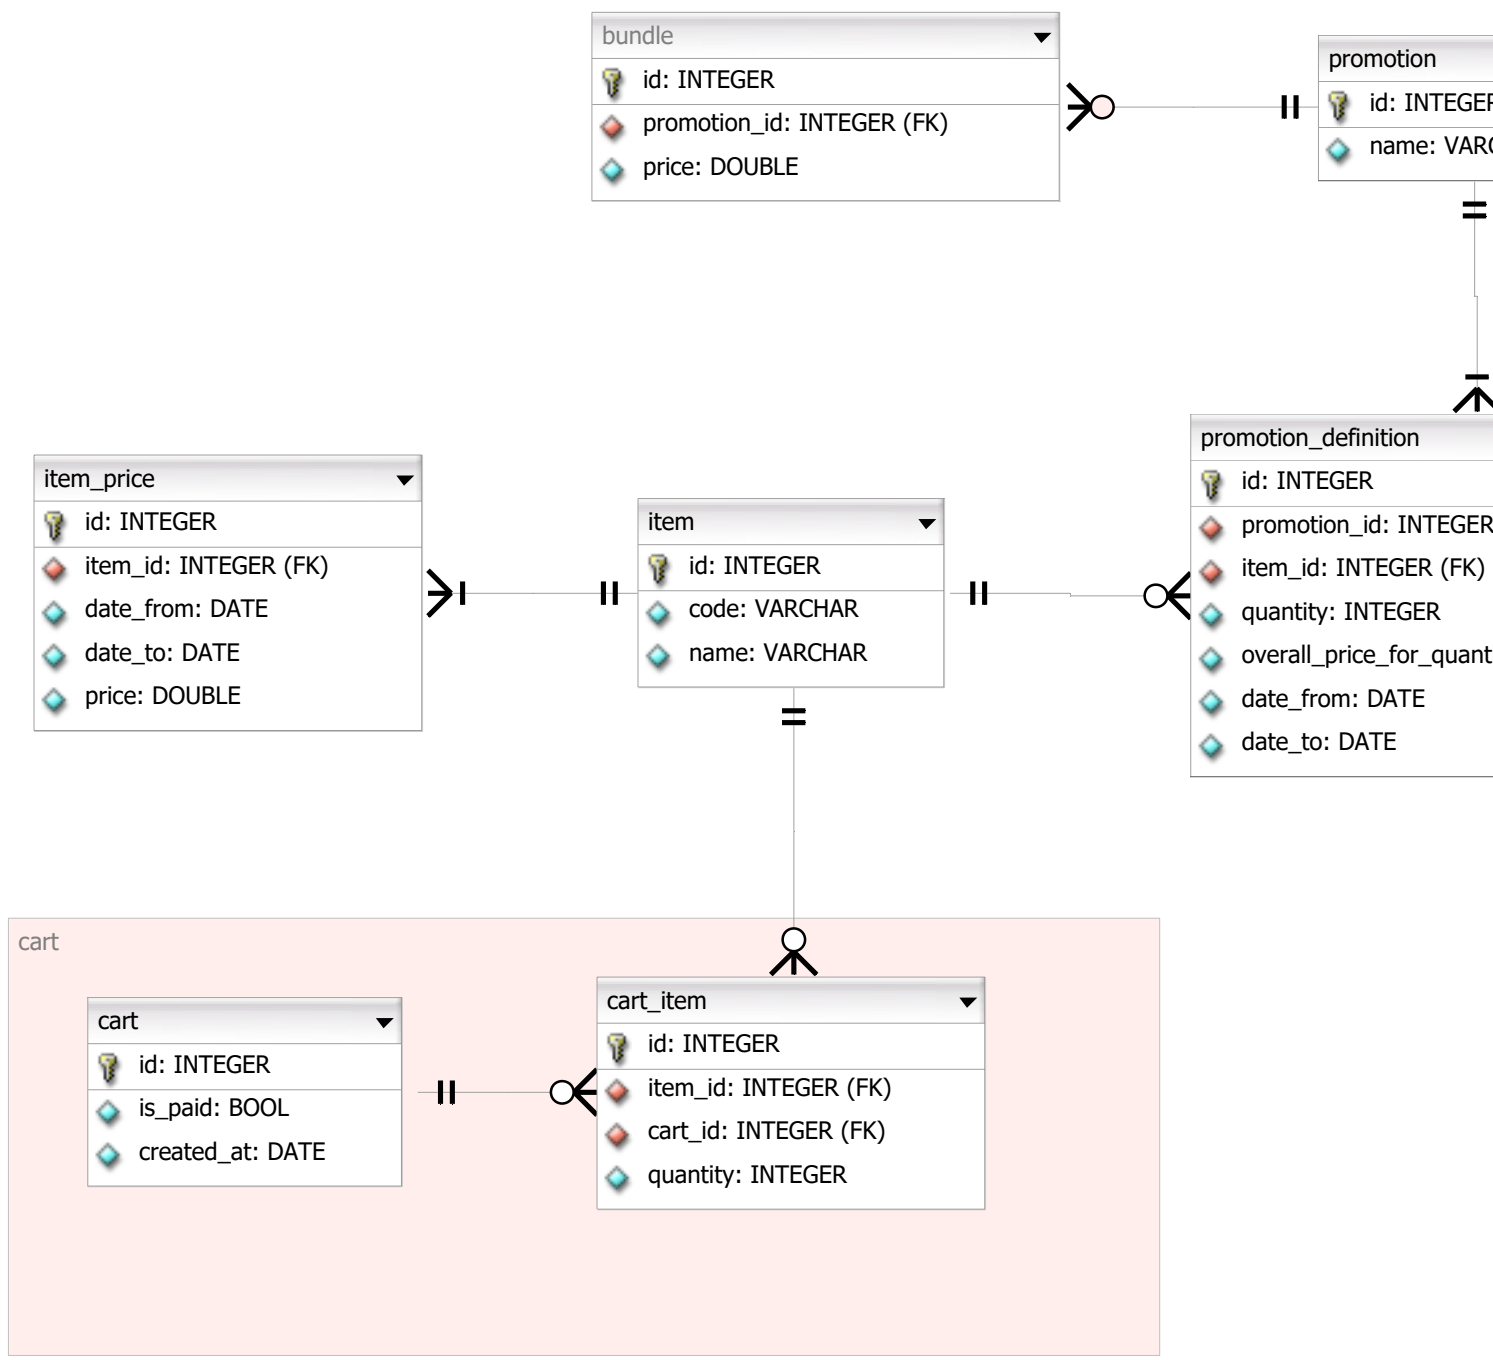 bundle
id: INTEGER
promotion_id: INTEGER (FK)
price: DOUBLE
promotion
id: INTEGER
name:
promotion_definition
id: INTEGER
promotion_id: INTEGER
item_id: INTEGER (FK)
quantity: INTEGER
overall_price_for_quant
date_from: DATE
date_to: DATE
item_price
id: INTEGER
item_id: INTEGER (FK)
date_from: DATE
date_to: DATE
price: DOUBLE
item
id: INTEGER
code: VARCHAR
name: VARCHAR
cart
cart
id: INTEGER
is_paid: BOOL
created_at: DATE
cart_item
id: INTEGER
item_id: INTEGER (FK)
cart_id: INTEGER (FK)
quantity: INTEGER